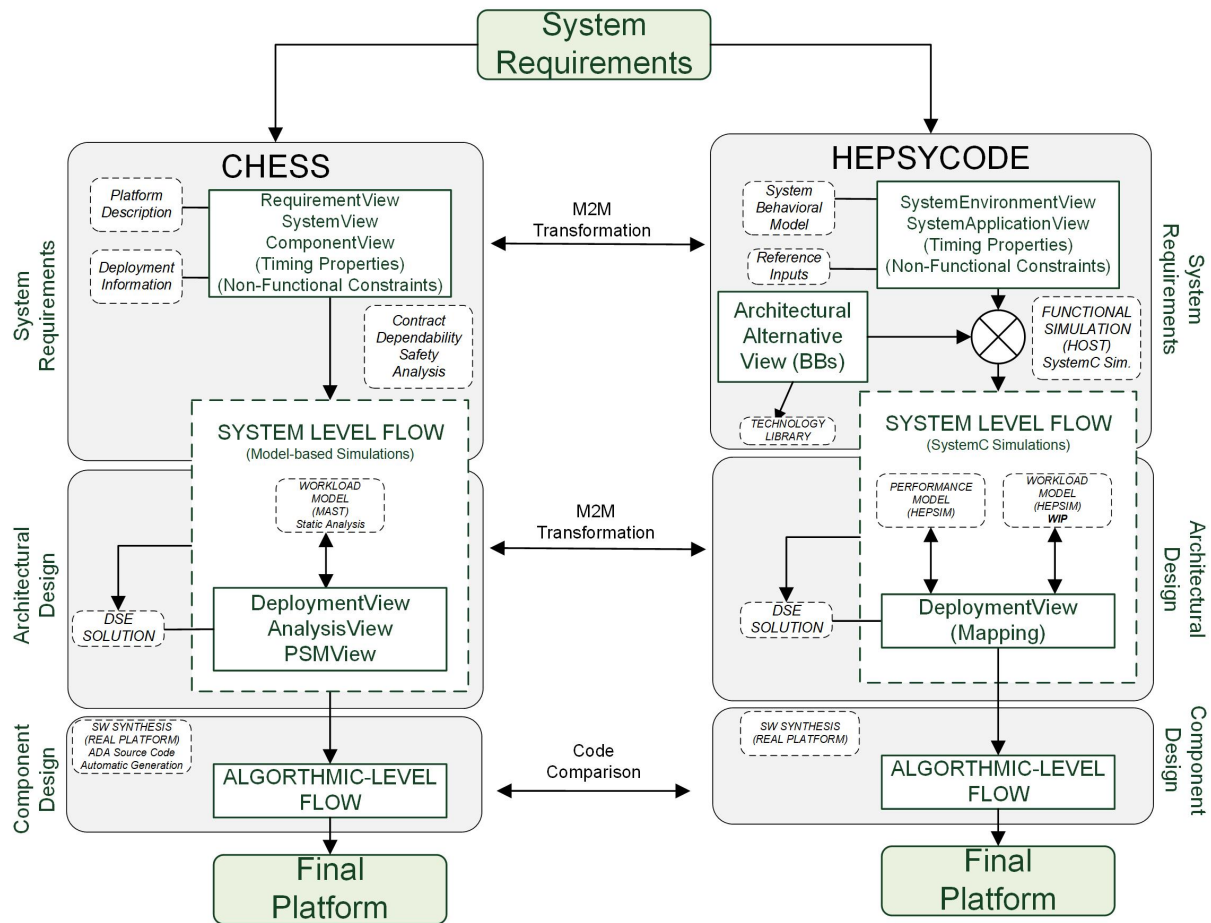 System
Requirements
CHESS
Platform
Description
Deployment
Information
RequirementView
SystemView
ComponentView
(Timing Properties)
(Non-Functional Constraints)
Contract
Dependability
Safety
Analysis
System
Requirements
SYSTEM LEVEL FLOW
(Model-based Simulations)
WORKLOAD
MODEL
(MAST)
Static Analysis
DSE
SOLUTION
DeploymentView
AnalysisView
PSMView
Architectural
Design
SW SYNTHESIS
(REAL PLATFORM)
ADA Source Code
Automatic Generation
ALGORTHMIC-LEVEL
FLOW
Component
Design
Final
Platform
M2M
Transformation
M2M
Transformation
Code
Comparison
HEPSYCODE
System
Behavioral
Model
Reference
Inputs
SystemEnvironmentView
SystemApplicationView
(Timing Properties)
(Non-Functional Constraints)
Architectural
Alternative
View (BBs)
FUNCTIONAL
SIMULATION
(HOST)
SystemC Sim.
TECHNOLOGY
LIBRARY
System
Requirements
SYSTEM LEVEL FLOW
(SystemC Simulations)
PERFORMANCE
MODEL
(HEPSIM)
WORKLOAD
MODEL
(HEPSIM)
WIP
DSE
SOLUTION
DeploymentView
(Mapping)
Architectural
Design
SW SYNTHESIS
(REAL PLATFORM)
ALGORTHMIC-LEVEL
FLOW
Component
Design
Final
Platform